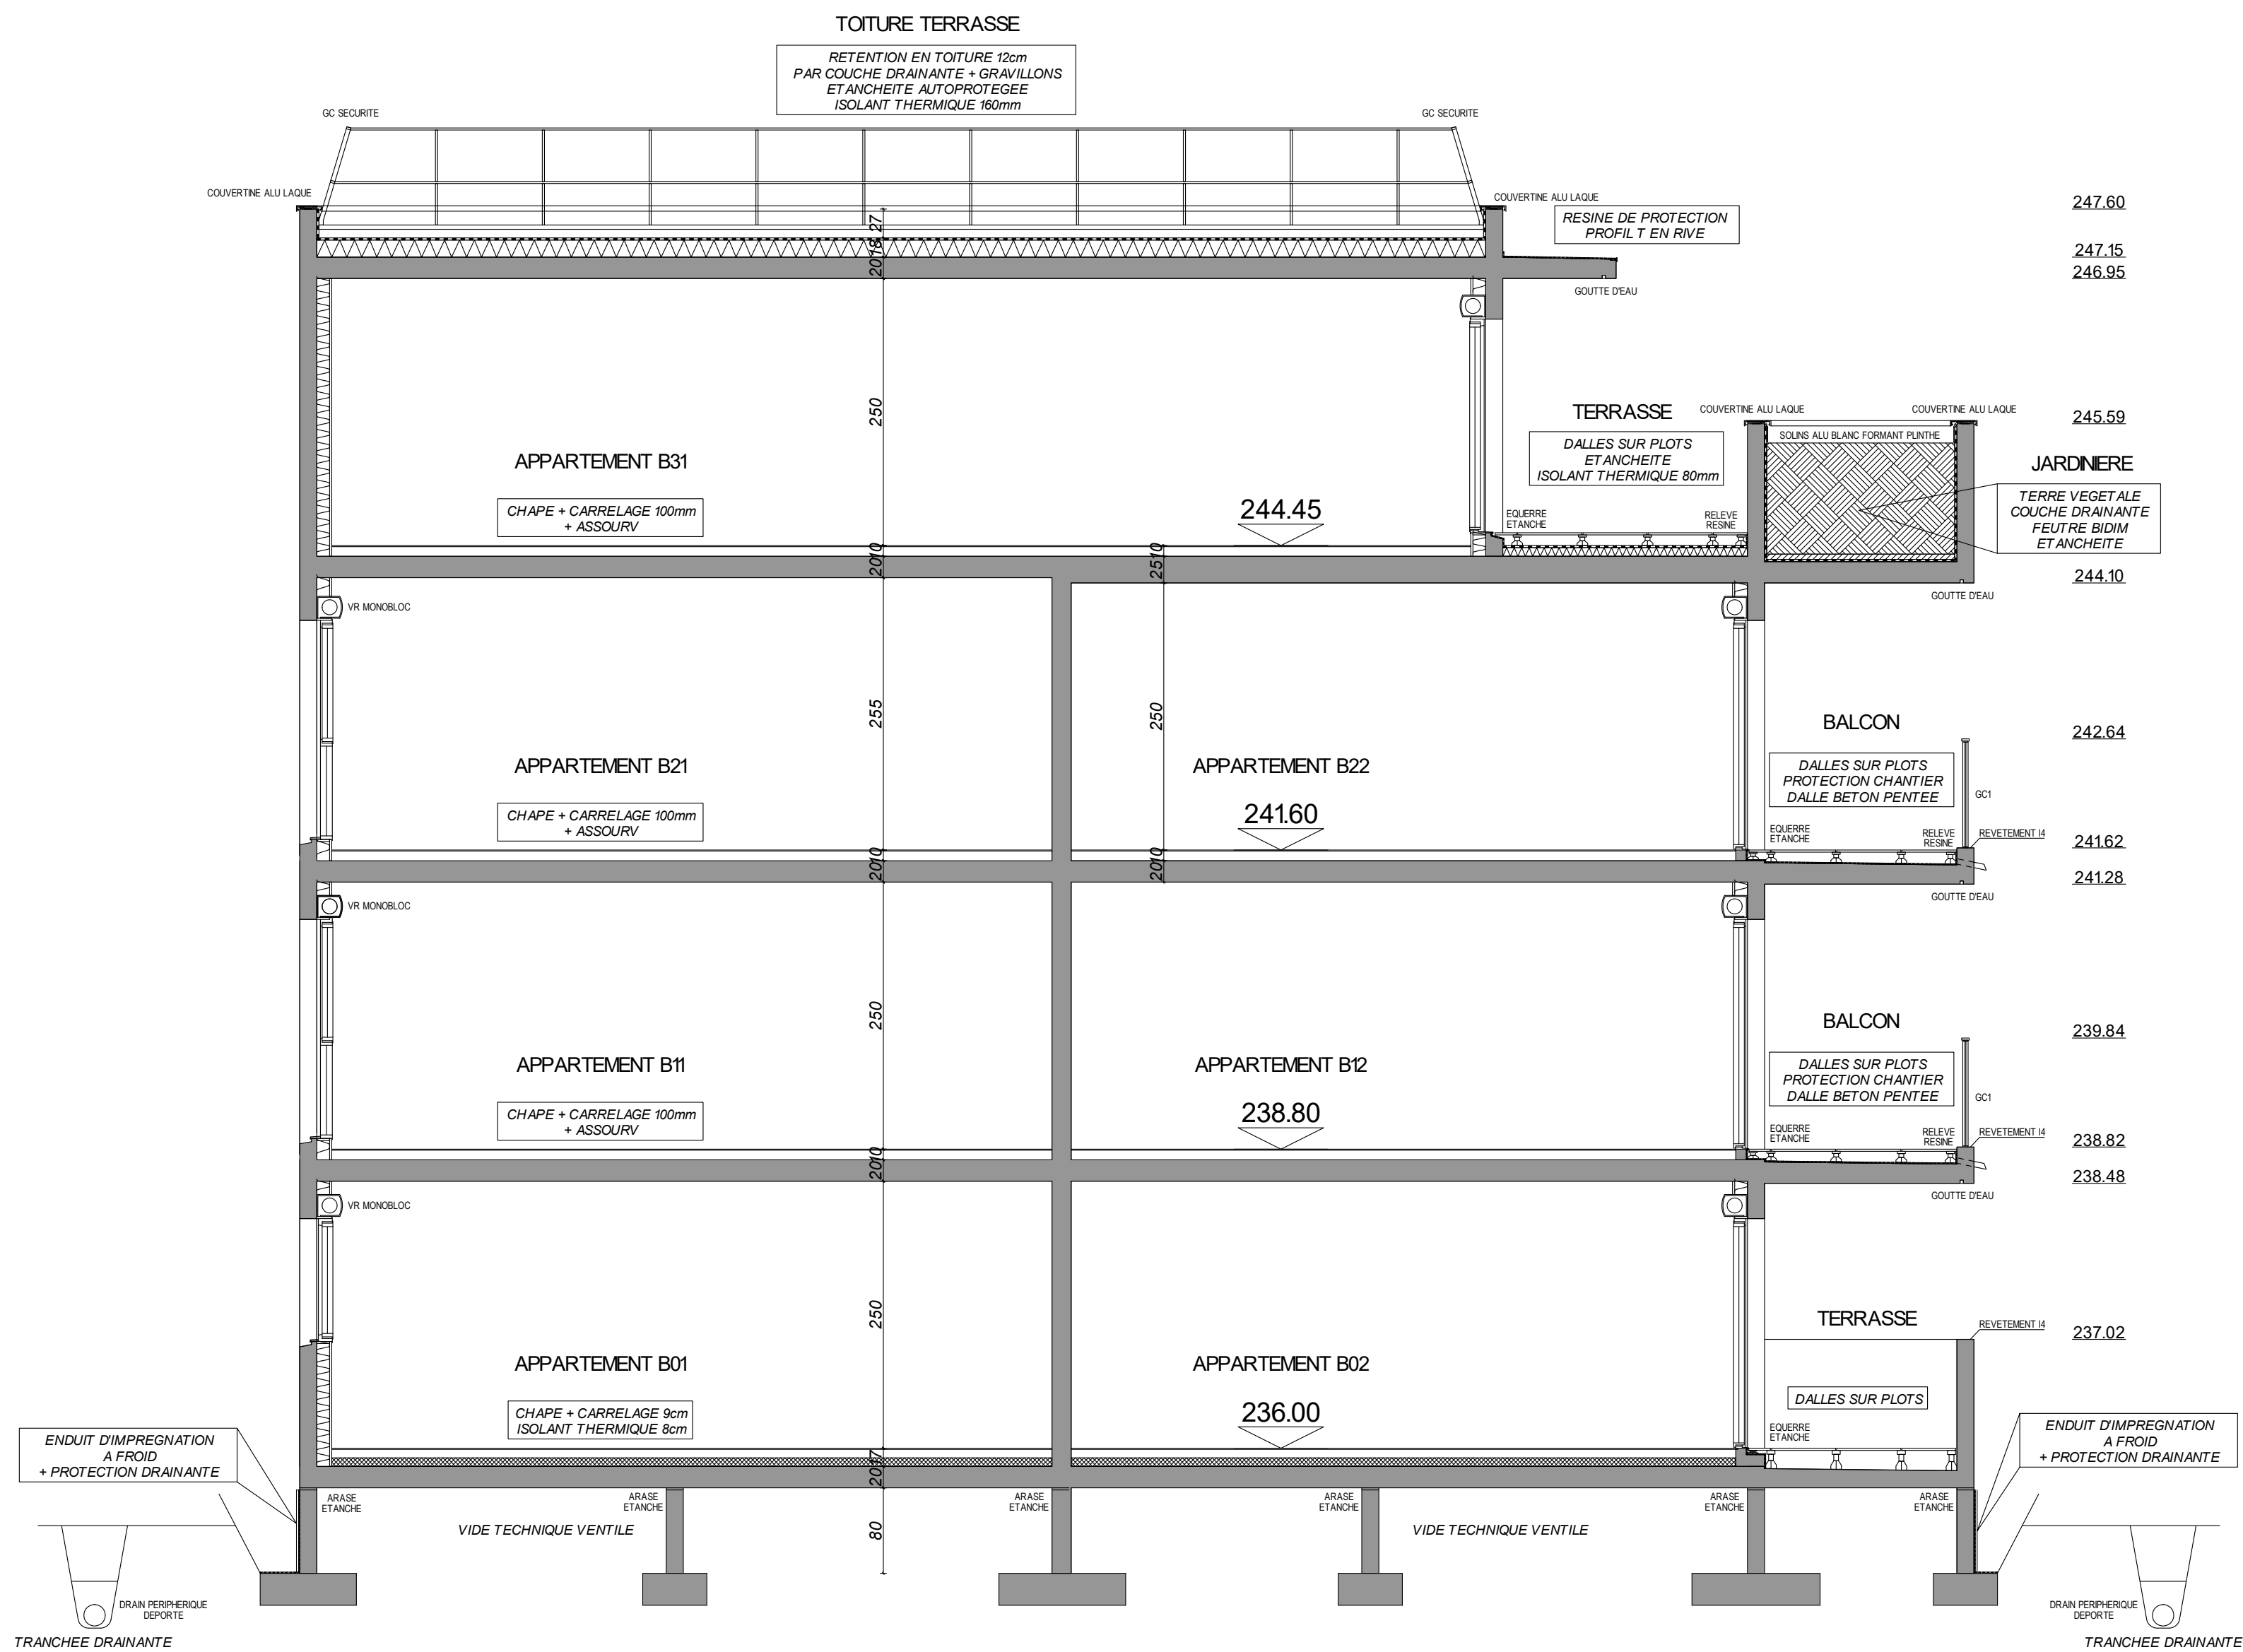 TOITURE TERRASSE
RETENTION EN TOITURE 12cm
PAR COUCHE DRAINANTE + GRAVILLONS
ETANCHEITE AUTOPROTEGEE
ISOLANT THERMIQUE 160mm
GC SECURITE
GC SECURITE
COUVERTINE ALU LAQUE
COUVERTINE ALU LAQUE
RESINE DE PROTECTION
PROFIL T EN RIVE
GOUTTE D'EAU
247.60
247.15
246.95
27
18
20
250
APPARTEMENT B31
CHAPE + CARRELAGE 100mm
+ ASSOURV
244.45
TERRASSE
DALLES SUR PLOTS
ETANCHEITE
ISOLANT THERMIQUE 80mm
EQUERRE
ETANCHE
RELEVE
RESINE
COUVERTINE ALU LAQUE
COUVERTINE ALU LAQUE
SOLINS ALU BLANC FORMANT PLINTHE
245.59
JARDINIERE
TERRE VEGETALE
COUCHE DRAINANTE
FEUTRE BIDIM
ETANCHEITE
244.10
GOUTTE D'EAU
10
20
10
25
VR MONOBLOC
255
250
APPARTEMENT B21
CHAPE + CARRELAGE 100mm
+ ASSOURV
APPARTEMENT B22
241.60
BALCON
DALLES SUR PLOTS
PROTECTION CHANTIER
DALLE BETON PENTEE
GC1
EQUERRE
ETANCHE
RELEVE
RESINE
REVETEMENT I4
242.64
241.62
241.28
GOUTTE D'EAU
10
20
10
20
VR MONOBLOC
250
APPARTEMENT B11
CHAPE + CARRELAGE 100mm
+ ASSOURV
APPARTEMENT B12
238.80
BALCON
DALLES SUR PLOTS
PROTECTION CHANTIER
DALLE BETON PENTEE
GC1
EQUERRE
ETANCHE
RELEVE
RESINE
REVETEMENT I4
239.84
238.82
238.48
GOUTTE D'EAU
10
20
VR MONOBLOC
250
APPARTEMENT B01
CHAPE + CARRELAGE 9cm
ISOLANT THERMIQUE 8cm
APPARTEMENT B02
236.00
TERRASSE
DALLES SUR PLOTS
EQUERRE
ETANCHE
REVETEMENT I4
237.02
17
20
ENDUIT D'IMPREGNATION
A FROID
+ PROTECTION DRAINANTE
ENDUIT D'IMPREGNATION
A FROID
+ PROTECTION DRAINANTE
ARASE
ETANCHE
ARASE
ETANCHE
ARASE
ETANCHE
ARASE
ETANCHE
ARASE
ETANCHE
ARASE
ETANCHE
VIDE TECHNIQUE VENTILE
80
VIDE TECHNIQUE VENTILE
DRAIN PERIPHERIQUE
DEPORTE
TRANCHEE DRAINANTE
DRAIN PERIPHERIQUE
DEPORTE
TRANCHEE DRAINANTE